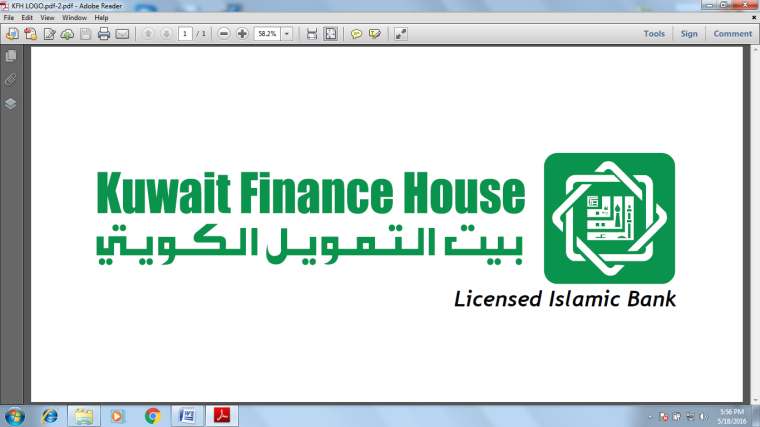 KFH LOGO.pdf-2.pdf - Adobe Reader
File Edit View Window Help
1 / 1 58.2% Tools Sign Comment
Kuwait Finance House
بيت التمويل الكويتي
Licensed Islamic Bank
5:56 PM
5/18/2016